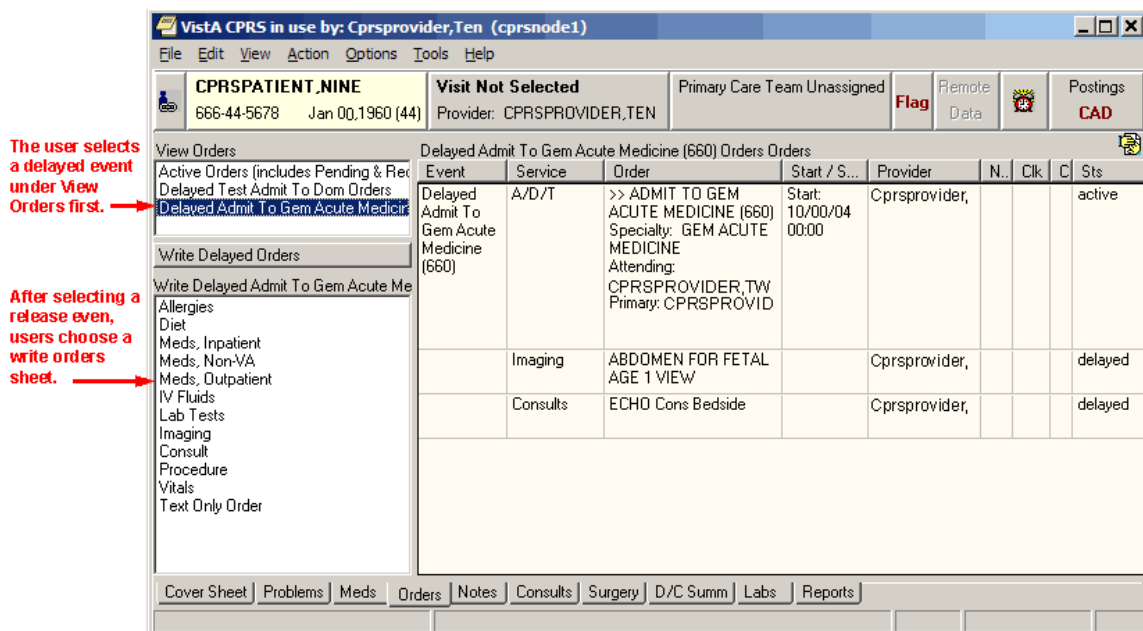 VistA CPRS in use by: Cprsprovider,Ten (cprsnode1)
File Edit View Action Options Tools Help
CPRSPATIENT,NINE
666-44-5678 Jan 00,1960 (44)
Visit Not Selected
Provider: CPRSPROVIDER,TEN
Primary Care Team Unassigned
Flag
Remote
Data
Postings
CAD
The user selects
a delayed event
under View
Orders first.
View Orders
Active Orders (includes Pending & Rec
Delayed Test Admit To Dom Orders
Delayed Admit To Gem Acute Medicin
Write Delayed Orders
After selecting a
release even,
users choose a
write orders
sheet.
Write Delayed Admit To Gem Acute Me
Allergies
Diet
Meds, Inpatient
Meds, Non-VA
Meds, Outpatient
IV Fluids
Lab Tests
Imaging
Consult
Procedure
Vitals
Text Only Order
Delayed Admit To Gem Acute Medicine (660) Orders Orders
Event Service Order Start / S... Provider N.. Clk C Sts
Delayed
Admit To
Gem Acute
Medicine
(660)
A/D/T
>> ADMIT TO GEM
ACUTE MEDICINE (660)
Specialty: GEM ACUTE
MEDICINE
Attending:
CPRSPROVIDER,TW
Primary: CPRSPROVID
Start:
10/00/04
00:00
Cprsprovider,
active
Imaging
ABDOMEN FOR FETAL
AGE 1 VIEW
Cprsprovider,
delayed
Consults
ECHO Cons Bedside
Cprsprovider,
delayed
Cover Sheet Problems Meds Orders Notes Consults Surgery D/C Summ Labs Reports